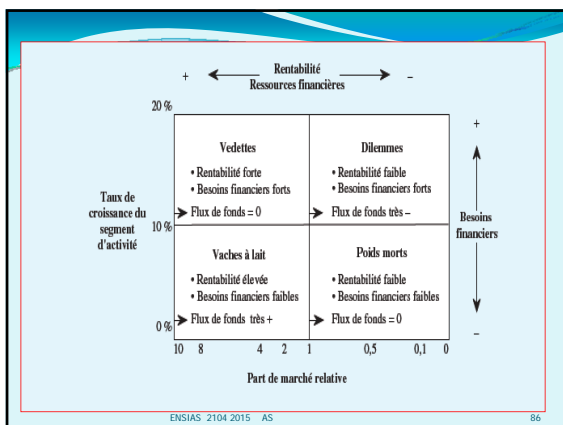 Rentabilité
+ –
Ressources financières
20 %
+
Vedettes
• Rentabilité forte
• Besoins financiers forts
Flux de fonds = 0
Dilemmes
• Rentabilité faible
• Besoins financiers forts
Flux de fonds très –
Taux de
croissance du
segment
d'activité
10 %
Besoins
financiers
Vaches à lait
• Rentabilité élevée
• Besoins financiers faibles
Flux de fonds très +
Poids morts
• Rentabilité faible
• Besoins financiers faibles
Flux de fonds = 0
0 %
–
10 8 4 2 1 0,5 0,1 0
Part de marché relative
ENSIAS 2104 2015 AS 86